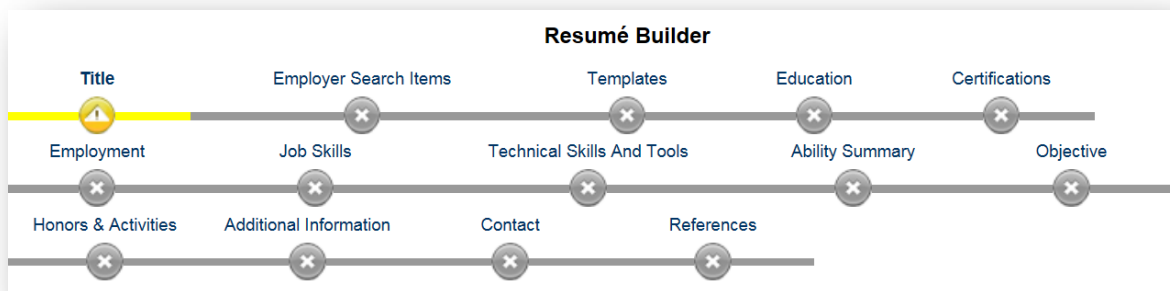 Resumé Builder
Title Employer Search Items Templates Education Certifications
Employment Job Skills Technical Skills And Tools Ability Summary Objective
Honors & Activities Additional Information Contact References